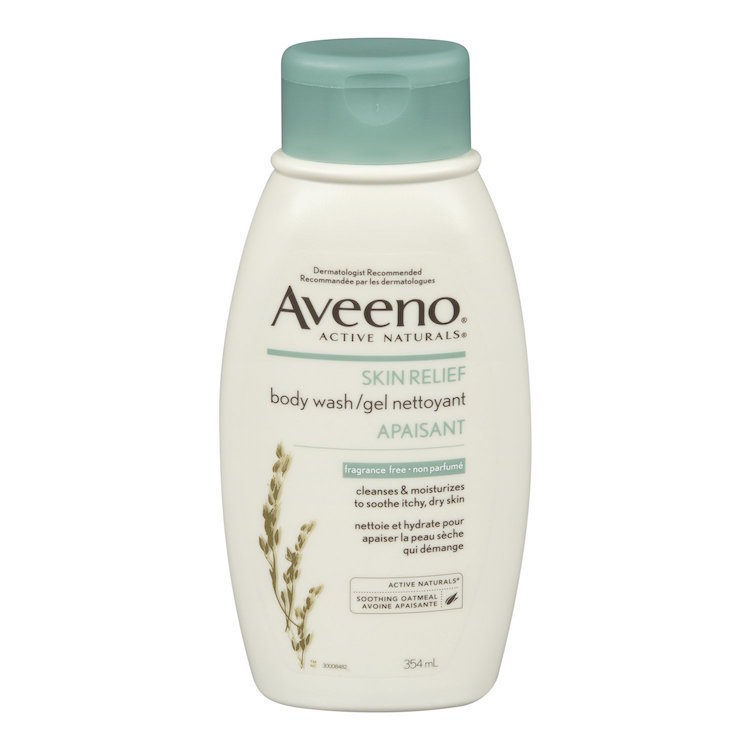 Dermatologist Recommended
Recommandée par les dermatologues
Aveeno®
ACTIVE NATURALS®
SKIN RELIEF
body wash/gel nettoyant
APAISANT
fragrance free • non parfumé
cleanses & moisturizes
to soothe itchy, dry skin
nettoie et hydrate pour
apaiser la peau sèche
qui démange
ACTIVE NATURALS®
SOOTHING OATMEAL
AVOINE APAISANTE
30008482
354 mL